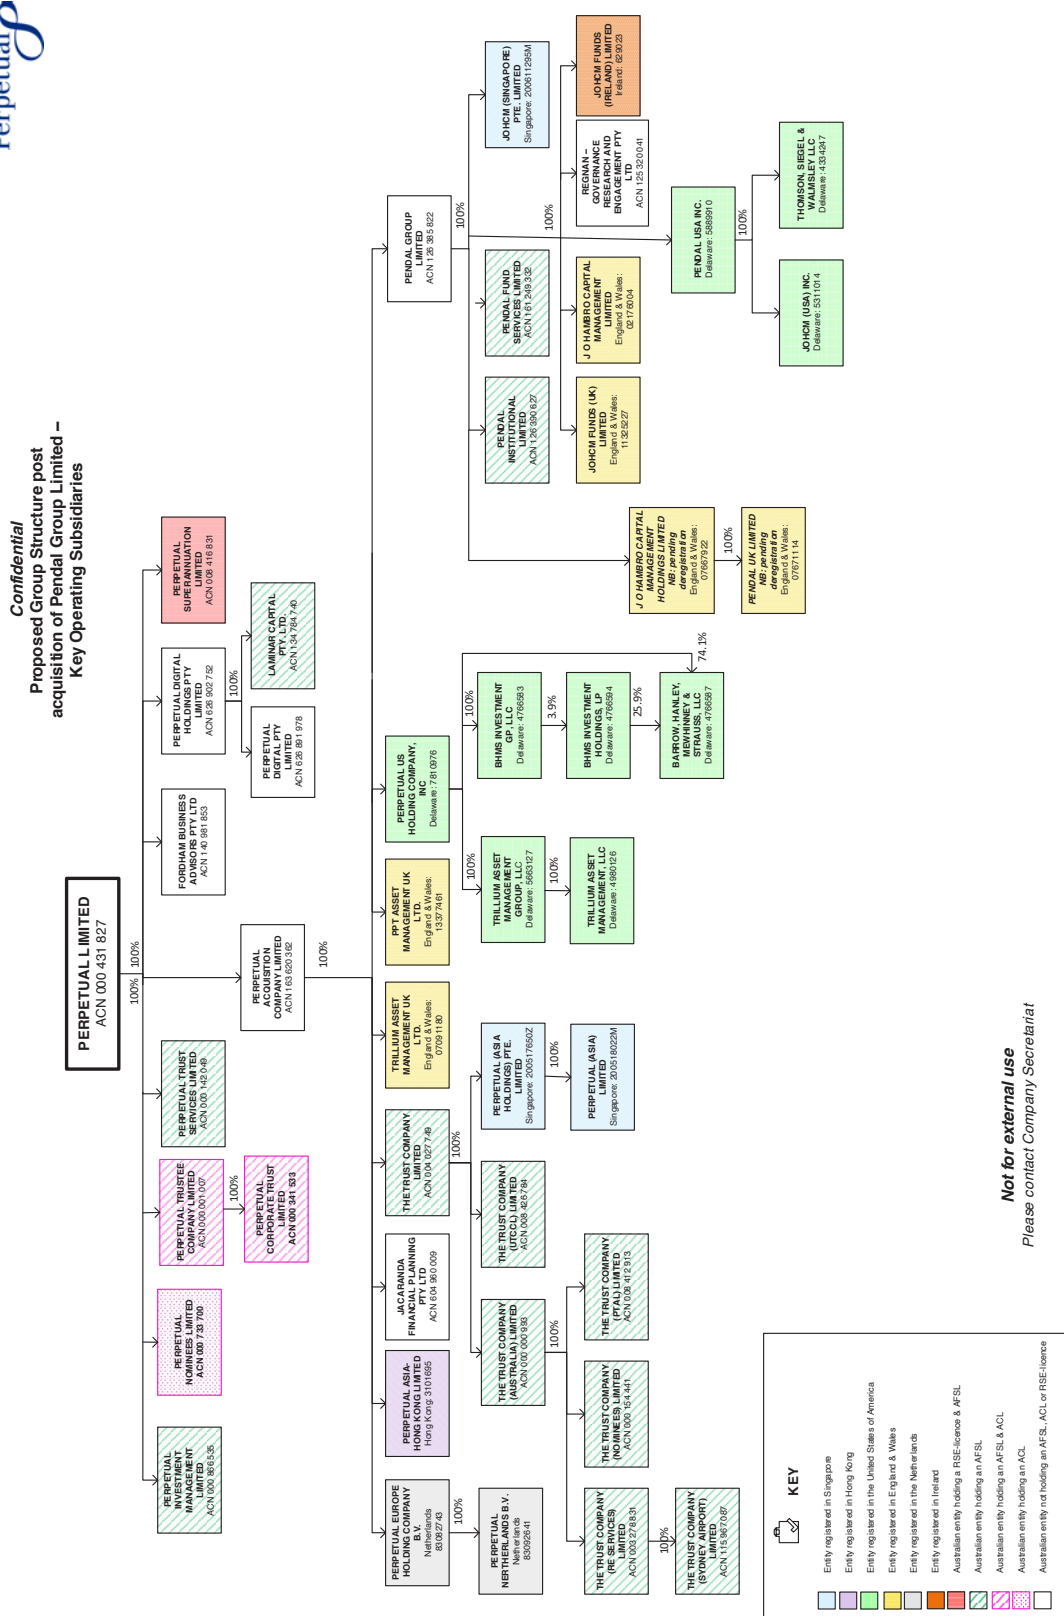 Perpetual
Confidential
Proposed Group Structure post
acquisition of Pendal Group Limited –
Key Operating Subsidiaries
PERPETUAL LIMITED
ACN 000 431 827
100%
100%
PERPETUAL
INVESTMENT
MANAGEMENT
LIMITED
ACN 000 866 535
PERPETUAL
NOMINEES LIMITED
ACN 000 733 700
PERPETUAL TRUSTEE
COMPANY LIMITED
ACN 000 001 007
100%
PERPETUAL
CORPORATE TRUST
LIMITED
ACN 000 341 533
PERPETUAL TRUST
SERVICES LIMITED
ACN 000 142 049
PERPETUAL
ACQUISITION
COMPANY LIMITED
ACN 163 620 362
100%
FORDHAM BUSINESS
ADVISORS PTY LTD
ACN 140 981 853
PERPETUAL DIGITAL
HOLDINGS PTY
LIMITED
ACN 626 902 752
100%
PERPETUAL
DIGITAL PTY
LIMITED
ACN 626 891 978
LAMINAR CAPITAL
PTY. LTD.
ACN 134 784 740
PERPETUAL
SUPERANNUATION
LIMITED
ACN 008 416 831
PERPETUAL EUROPE
HOLDING COMPANY
B.V.
Netherlands
83082743
100%
PERPETUAL
NERTHERLANDS B.V.
Netherlands
83092641
PERPETUAL ASIA-
HONG KONG LIMITED
Hong Kong: 3101695
JACARANDA
FINANCIAL PLANNING
PTY LTD
ACN 604 960 009
THE TRUST COMPANY
LIMITED
ACN 004 027 749
100%
THE TRUST COMPANY
(AUSTRALIA) LIMITED
ACN 000 000 993
100%
THE TRUST COMPANY
(UTCCL) LIMITED
ACN 008 426 784
PERPETUAL (ASIA
HOLDINGS) PTE.
LIMITED
Singapore: 200517650Z
100%
PERPETUAL (ASIA)
LIMITED
Singapore: 200518022M
THE TRUST COMPANY
(RE SERVICES)
LIMITED
ACN 003 278 831
100%
THE TRUST COMPANY
(SYDNEY AIRPORT)
LIMITED
ACN 115 967 087
THE TRUST COMPANY
(NOMINEES) LIMITED
ACN 000 154 441
THE TRUST COMPANY
(PTAL) LIMITED
ACN 008 412 913
TRILLIUM ASSET
MANAGEMENT UK
LTD.
England & Wales:
07091180
PPT ASSET
MANAGEMENT UK
LTD.
England & Wales:
13377461
PERPETUAL US
HOLDING COMPANY,
INC
Delaware: 7810976
100%
TRILLIUM ASSET
MANAGEMENT
GROUP, LLC
Delaware: 5663127
100%
TRILLIUM ASSET
MANAGEMENT, LLC
Delaware: 4980126
100%
BHMS INVESTMENT
GP, LLC
Delaware: 4766583
3.9%
BHMS INVESTMENT
HOLDINGS, LP
Delaware: 4766594
25.9%
BARROW, HANLEY,
MEWHINNEY &
STRAUSS, LLC
Delaware: 4766587
74.1%
PENDAL GROUP
LIMITED
ACN 126 385 822
100%
PENDAL
INSTITUTIONAL
LIMITED
ACN 126 390 627
PENDAL FUND
SERVICES LIMITED
ACN 161 249 332
JOHCM (SINGAPORE)
PTE. LIMITED
Singapore: 200611295M
100%
JOHCM FUNDS (UK)
LIMITED
England & Wales:
11325227
J O HAMBRO CAPITAL
MANAGEMENT
LIMITED
England & Wales:
02176004
REGNAN –
GOVERNANCE
RESEARCH AND
ENGAGEMENT PTY
LTD
ACN 125 320 041
JOHCM FUNDS
(IRELAND) LIMITED
Ireland: 629023
J O HAMBRO CAPITAL
MANAGEMENT
HOLDINGS LIMITED
NB: pending
deregistration
England & Wales:
07667922
100%
PENDAL UK LIMITED
NB: pending
deregistration
England & Wales:
07671114
PENDAL USA INC.
Delaware: 5889910
100%
JOHCM (USA) INC.
Delaware: 5311014
THOMSON, SIEGEL &
WALMSLEY LLC
Delaware: 4334247
KEY
Entity registered in Singapore
Entity registered in Hong Kong
Entity registered in the United States of America
Entity registered in England & Wales
Entity registered in the Netherlands
Entity registered in Ireland
Australian entity holding a RSE-licence & AFSL
Australian entity holding an AFSL
Australian entity holding an AFSL & ACL
Australian entity holding an ACL
Australian entity not holding an AFSL, ACL or RSE-licence
Not for external use
Please contact Company Secretariat